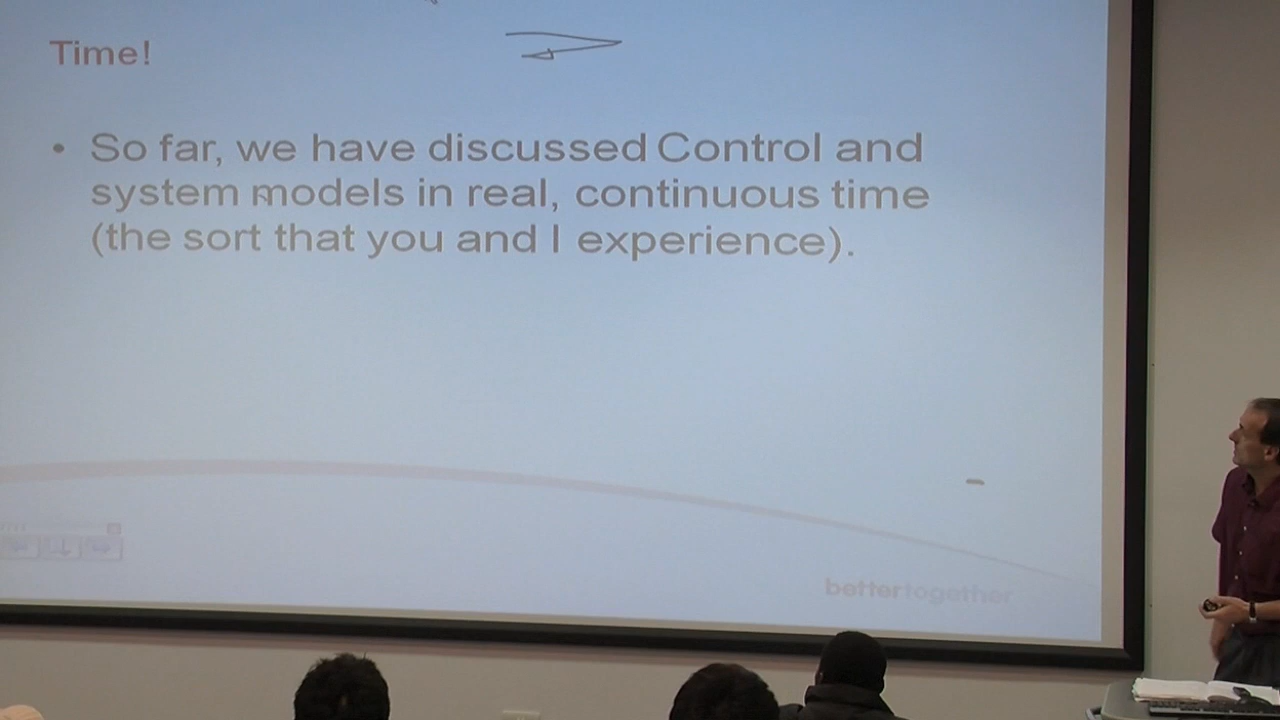 Time!
• So far, we have discussed Control and
system models in real, continuous time
(the sort that you and I experience).
bettertogether